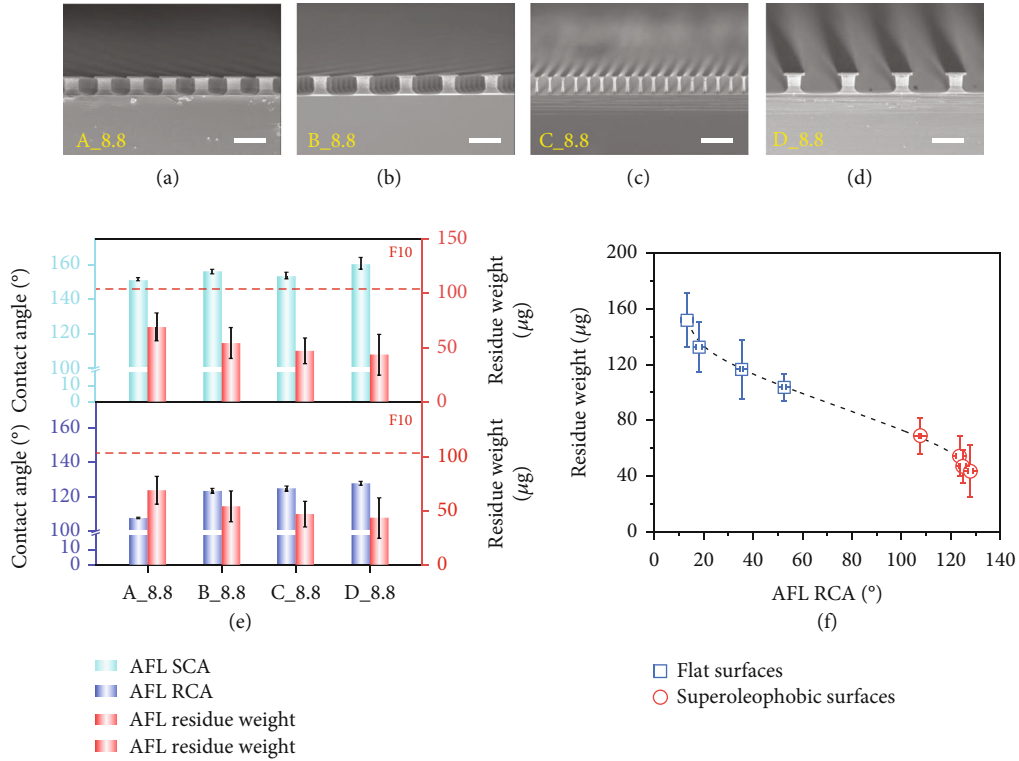 A_8.8
B_8.8
C_8.8
D_8.8
(a)
(b)
(c)
(d)
Contact angle (°)
160
140
120
100
10
0
F10
150
100
50
0
Residue weight
(μg)
Contact angle (°)
160
140
120
100
10
0
F10
100
50
0
Residue weight
(μg)
A_8.8 B_8.8 C_8.8 D_8.8
(e)
AFL SCA
AFL RCA
AFL residue weight
AFL residue weight
Residue weight (μg)
200
160
120
80
40
0
0 20 40 60 80 100 120 140
AFL RCA (°)
(f)
Flat surfaces
Superoleophobic surfaces